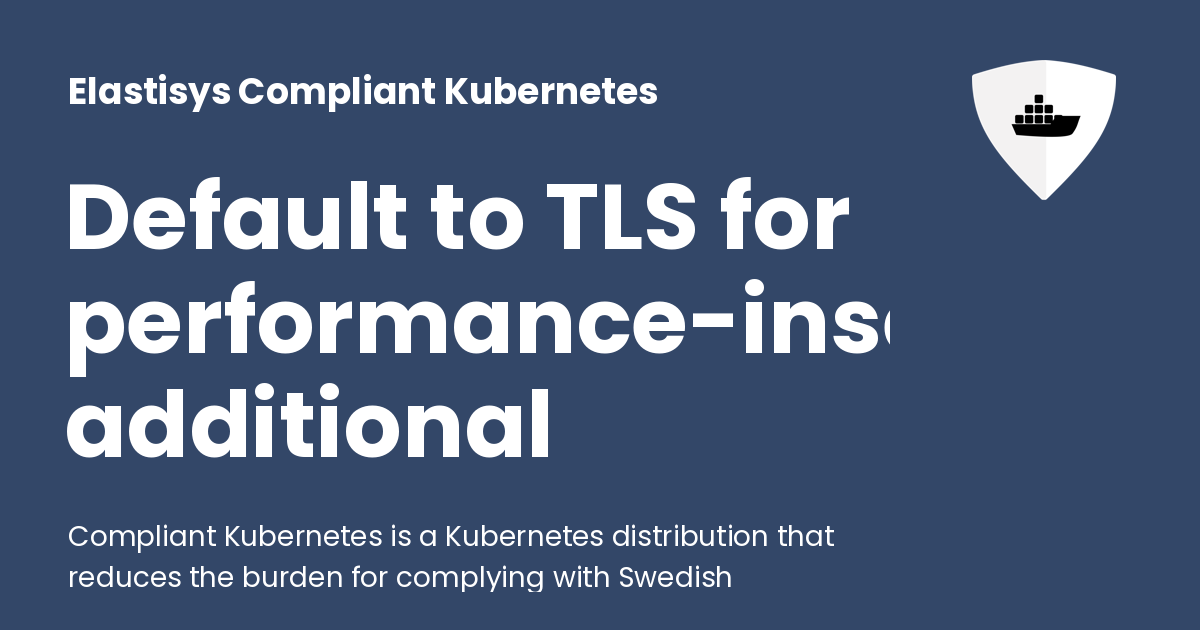 Elastisys Compliant Kubernetes
Default to TLS for
performance-ins
additional
Compliant Kubernetes is a Kubernetes distribution that
reduces the burden for complying with Swedish